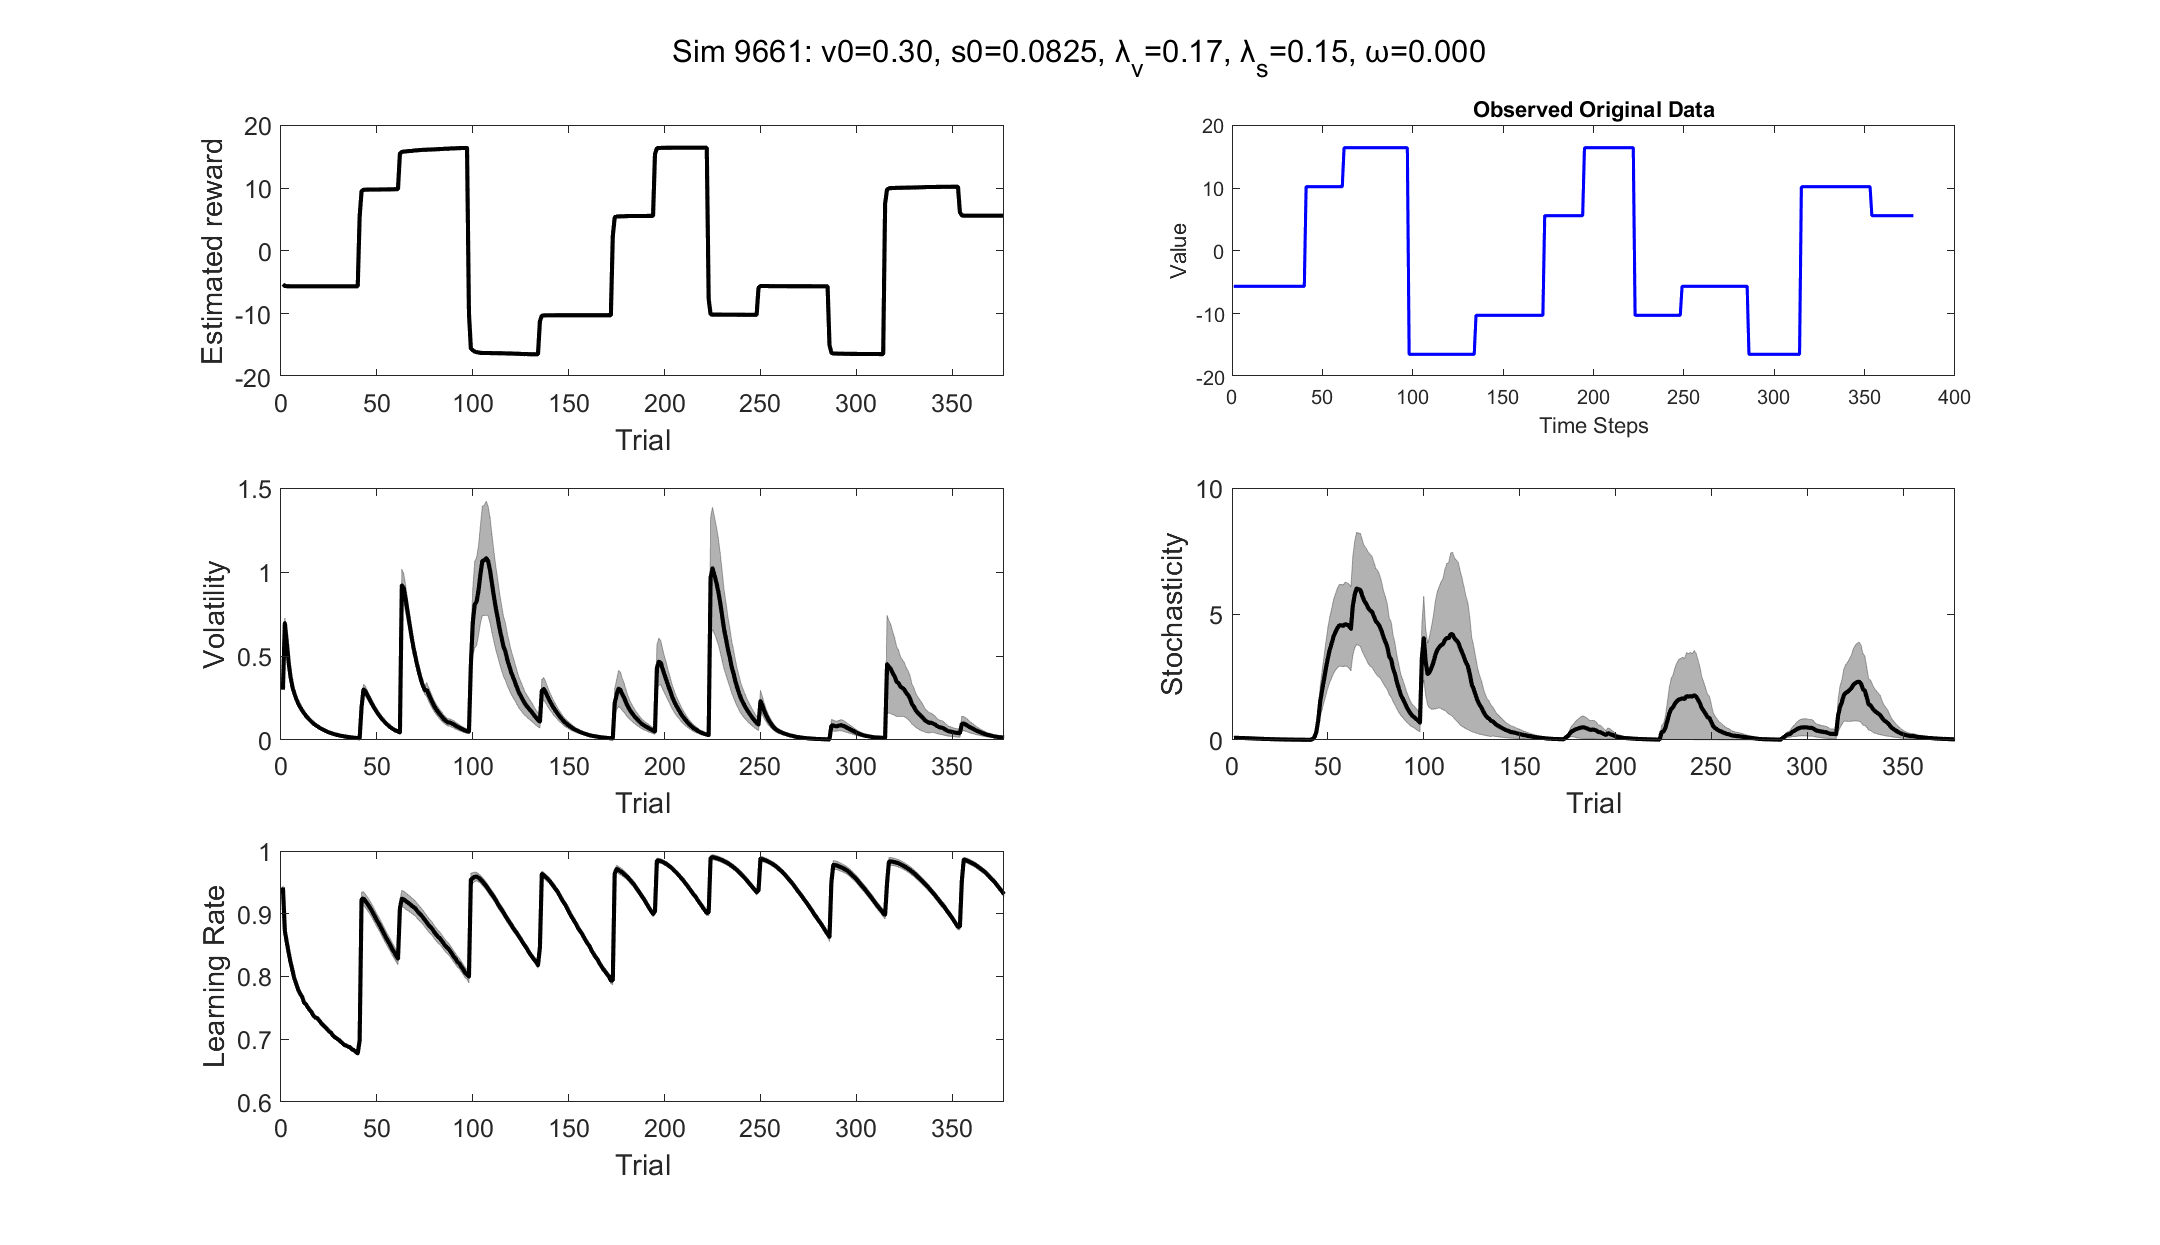 Sim 9661: v0=0.30, s0=0.0825, λv=0.17, λs=0.15, ω=0.000
Estimated reward
20
10
0
-10
-20
0 50 100 150 200 250 300 350
Trial
Observed Original Data
Value
20
10
0
-10
-20
0 50 100 150 200 250 300 350 400
Time Steps
Volatility
1.5
1
0.5
0
0 50 100 150 200 250 300 350
Trial
Stochasticity
10
5
0
0 50 100 150 200 250 300 350
Trial
Learning Rate
1
0.9
0.8
0.7
0.6
0 50 100 150 200 250 300 350
Trial